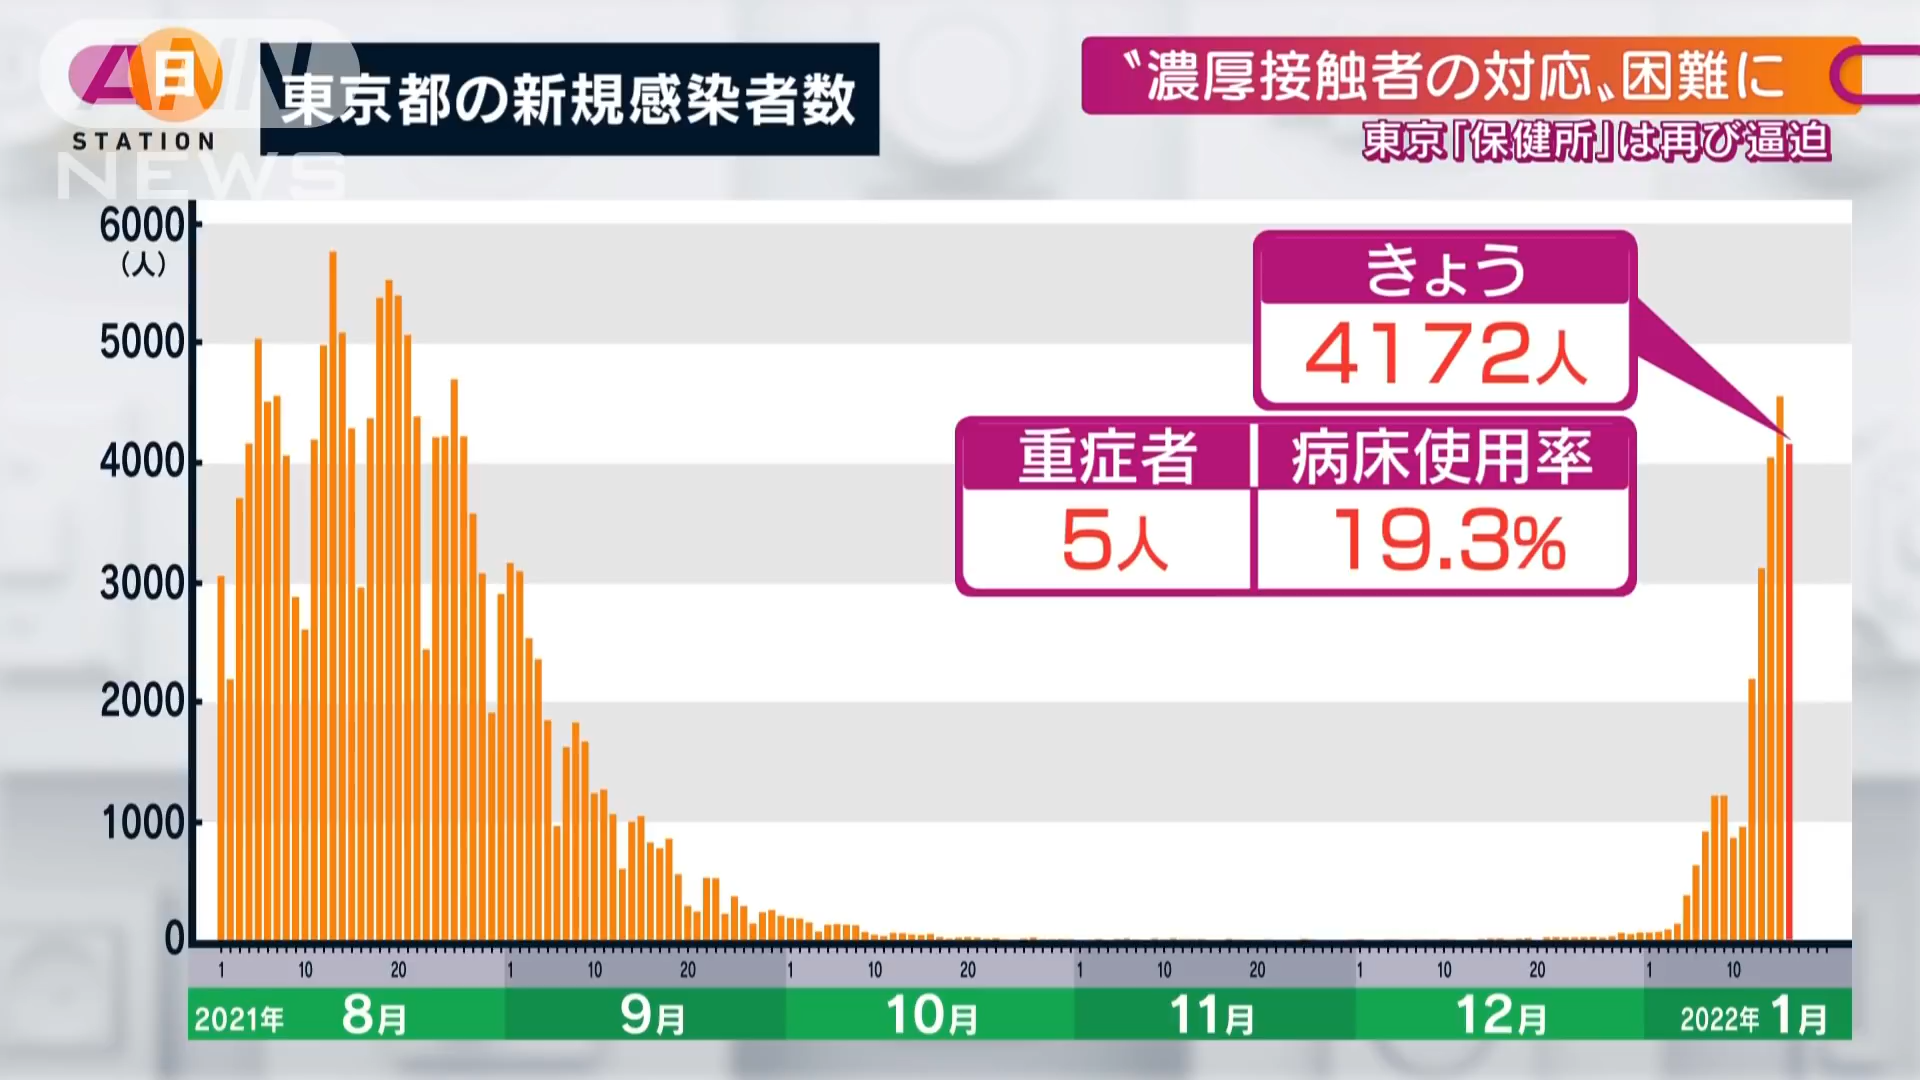 ANN
NEWS
日
STATION
東京都の新規感染者数
〝濃厚接触者の対応〟困難に
東京「保健所」は再び逼迫
6000
(人)
5000
4000
3000
2000
1000
0
きょう
4172人
重症者 病床使用率
5人 19.3%
1 10 20 1 10 20 1 10 20 1 10 20 1 10 20 1 10
2021年 8月 9月 10月 11月 12月 2022年 1月